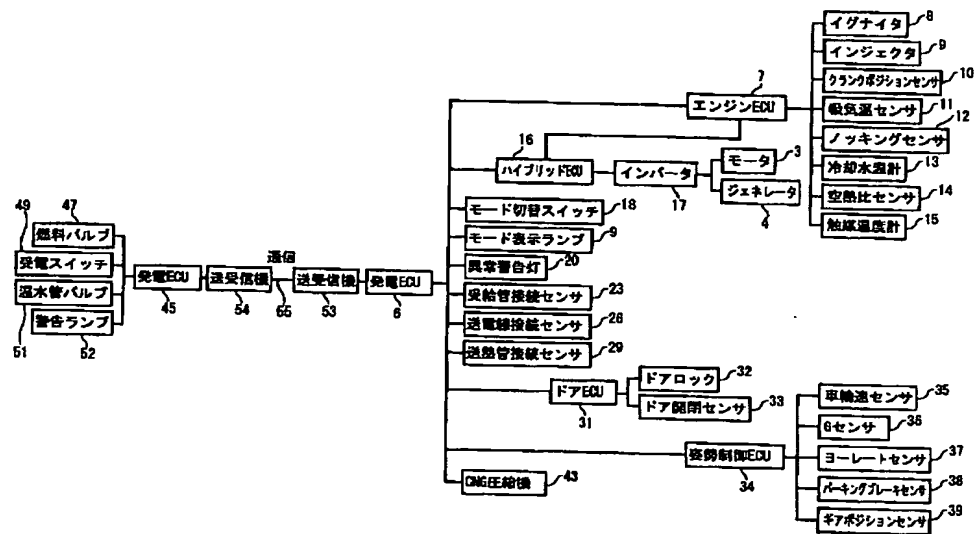 49
47
燃料バルブ
受電スイッチ
温水管バルブ
警告ランプ
51
52
発電ECU
45
送受信機
54
通信
55
送受信機
53
発電ECU
6
エンジンECU
7
イグナイタ
8
インジェクタ
9
クランクポジションセンサ
10
吸気温センサ
11
ノッキングセンサ
12
冷却水温計
13
空燃比センサ
14
触媒温度計
15
16
ハイブリッドECU
インバータ
17
モータ
3
ジェネレータ
4
モード切替スイッチ
18
モード表示ランプ
9
異常警告灯
20
受給管接続センサ
23
送電線接続センサ
26
送熱管接続センサ
29
ドアECU
31
ドアロック
32
ドア開閉センサ
33
姿勢制御ECU
34
車輪速センサ
35
Gセンサ
36
ヨーレートセンサ
37
パーキングブレーキセンサ
38
ギアポジションセンサ
39
CNG圧縮機
43